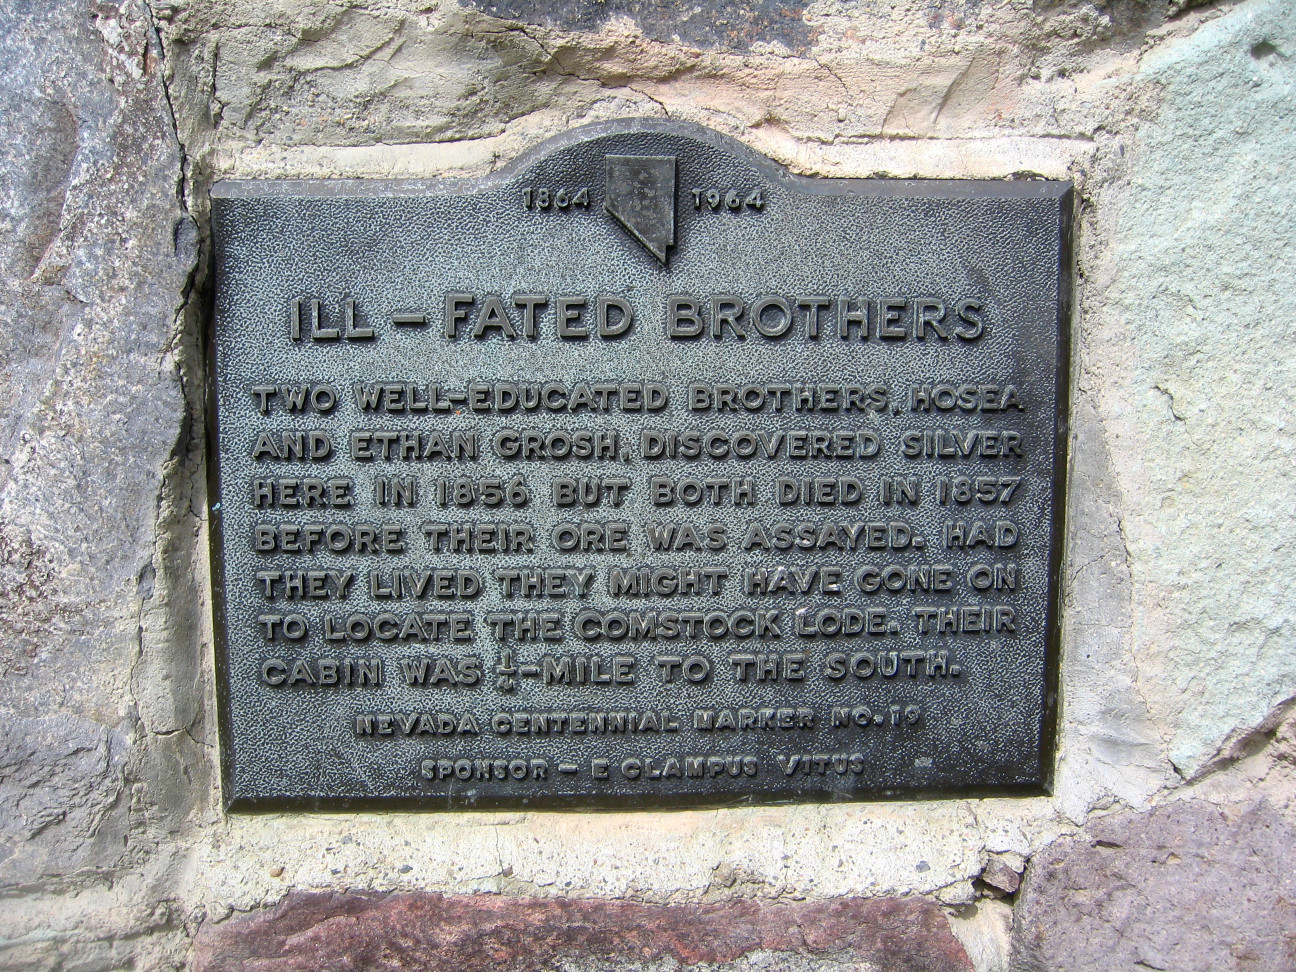 1864 1964
ILL-FATED BROTHERS
TWO WELL-EDUCATED BROTHERS, HOSEA
AND ETHAN GROSH, DISCOVERED SILVER
HERE IN 1856 BUT BOTH DIED IN 1857
BEFORE THEIR ORE WAS ASSAYED. HAD
THEY LIVED THEY MIGHT HAVE GONE ON
TO LOCATE THE COMSTOCK LODE. THEIR
CABIN WAS ¼-MILE TO THE SOUTH.
NEVADA CENTENNIAL MARKER NO. 19
SPONSOR - E CLAMPUS VITUS